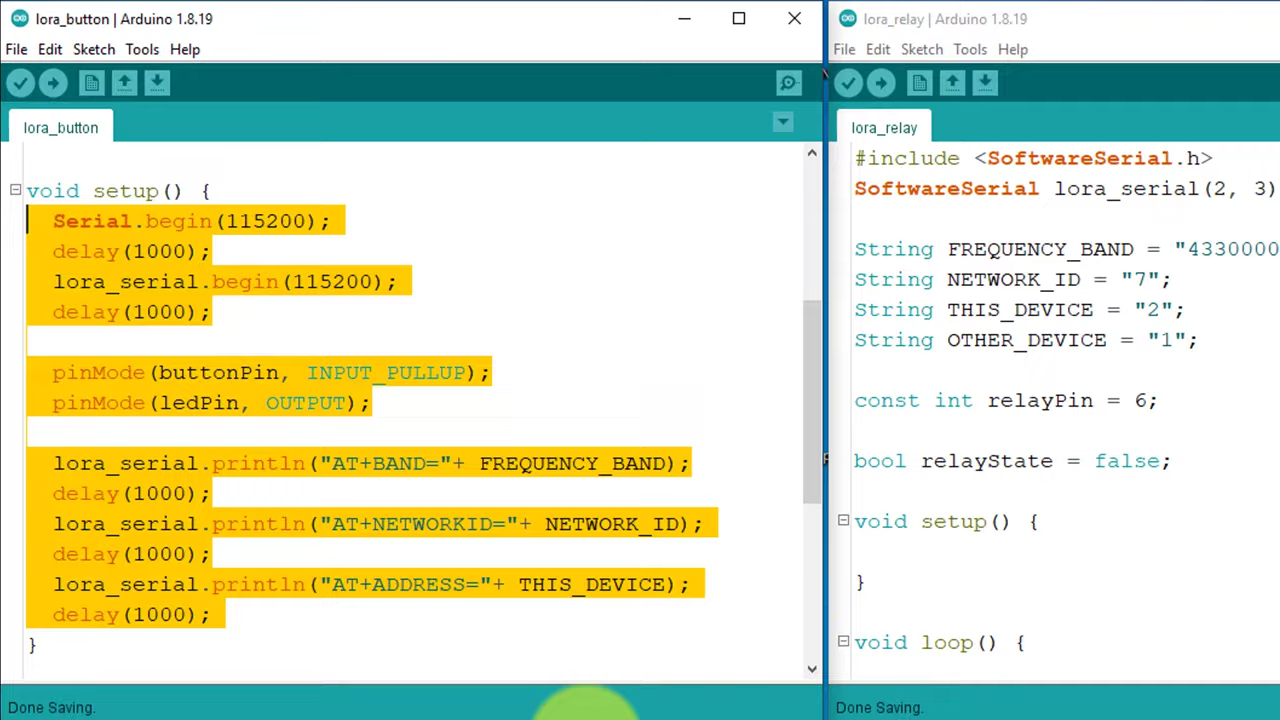 lora_button | Arduino 1.8.19
File Edit Sketch Tools Help
lora_button
void setup() {
Serial.begin(115200);
delay(1000);
lora_serial.begin(115200);
delay(1000);
pinMode(buttonPin, INPUT_PULLUP);
pinMode(ledPin, OUTPUT);
lora_serial.println("AT+BAND="+ FREQUENCY_BAND);
delay(1000);
lora_serial.println("AT+NETWORKID="+ NETWORK_ID);
delay(1000);
lora_serial.println("AT+ADDRESS="+ THIS_DEVICE);
delay(1000);
}
Done Saving.
lora_relay | Arduino 1.8.19
File Edit Sketch Tools Help
lora_relay
#include <SoftwareSerial.h>
SoftwareSerial lora_serial(2, 3)
String FREQUENCY_BAND = "4330000
String NETWORK_ID = "7";
String THIS_DEVICE = "2";
String OTHER_DEVICE = "1";
const int relayPin = 6;
bool relayState = false;
void setup() {
}
void loop() {
Done Saving.